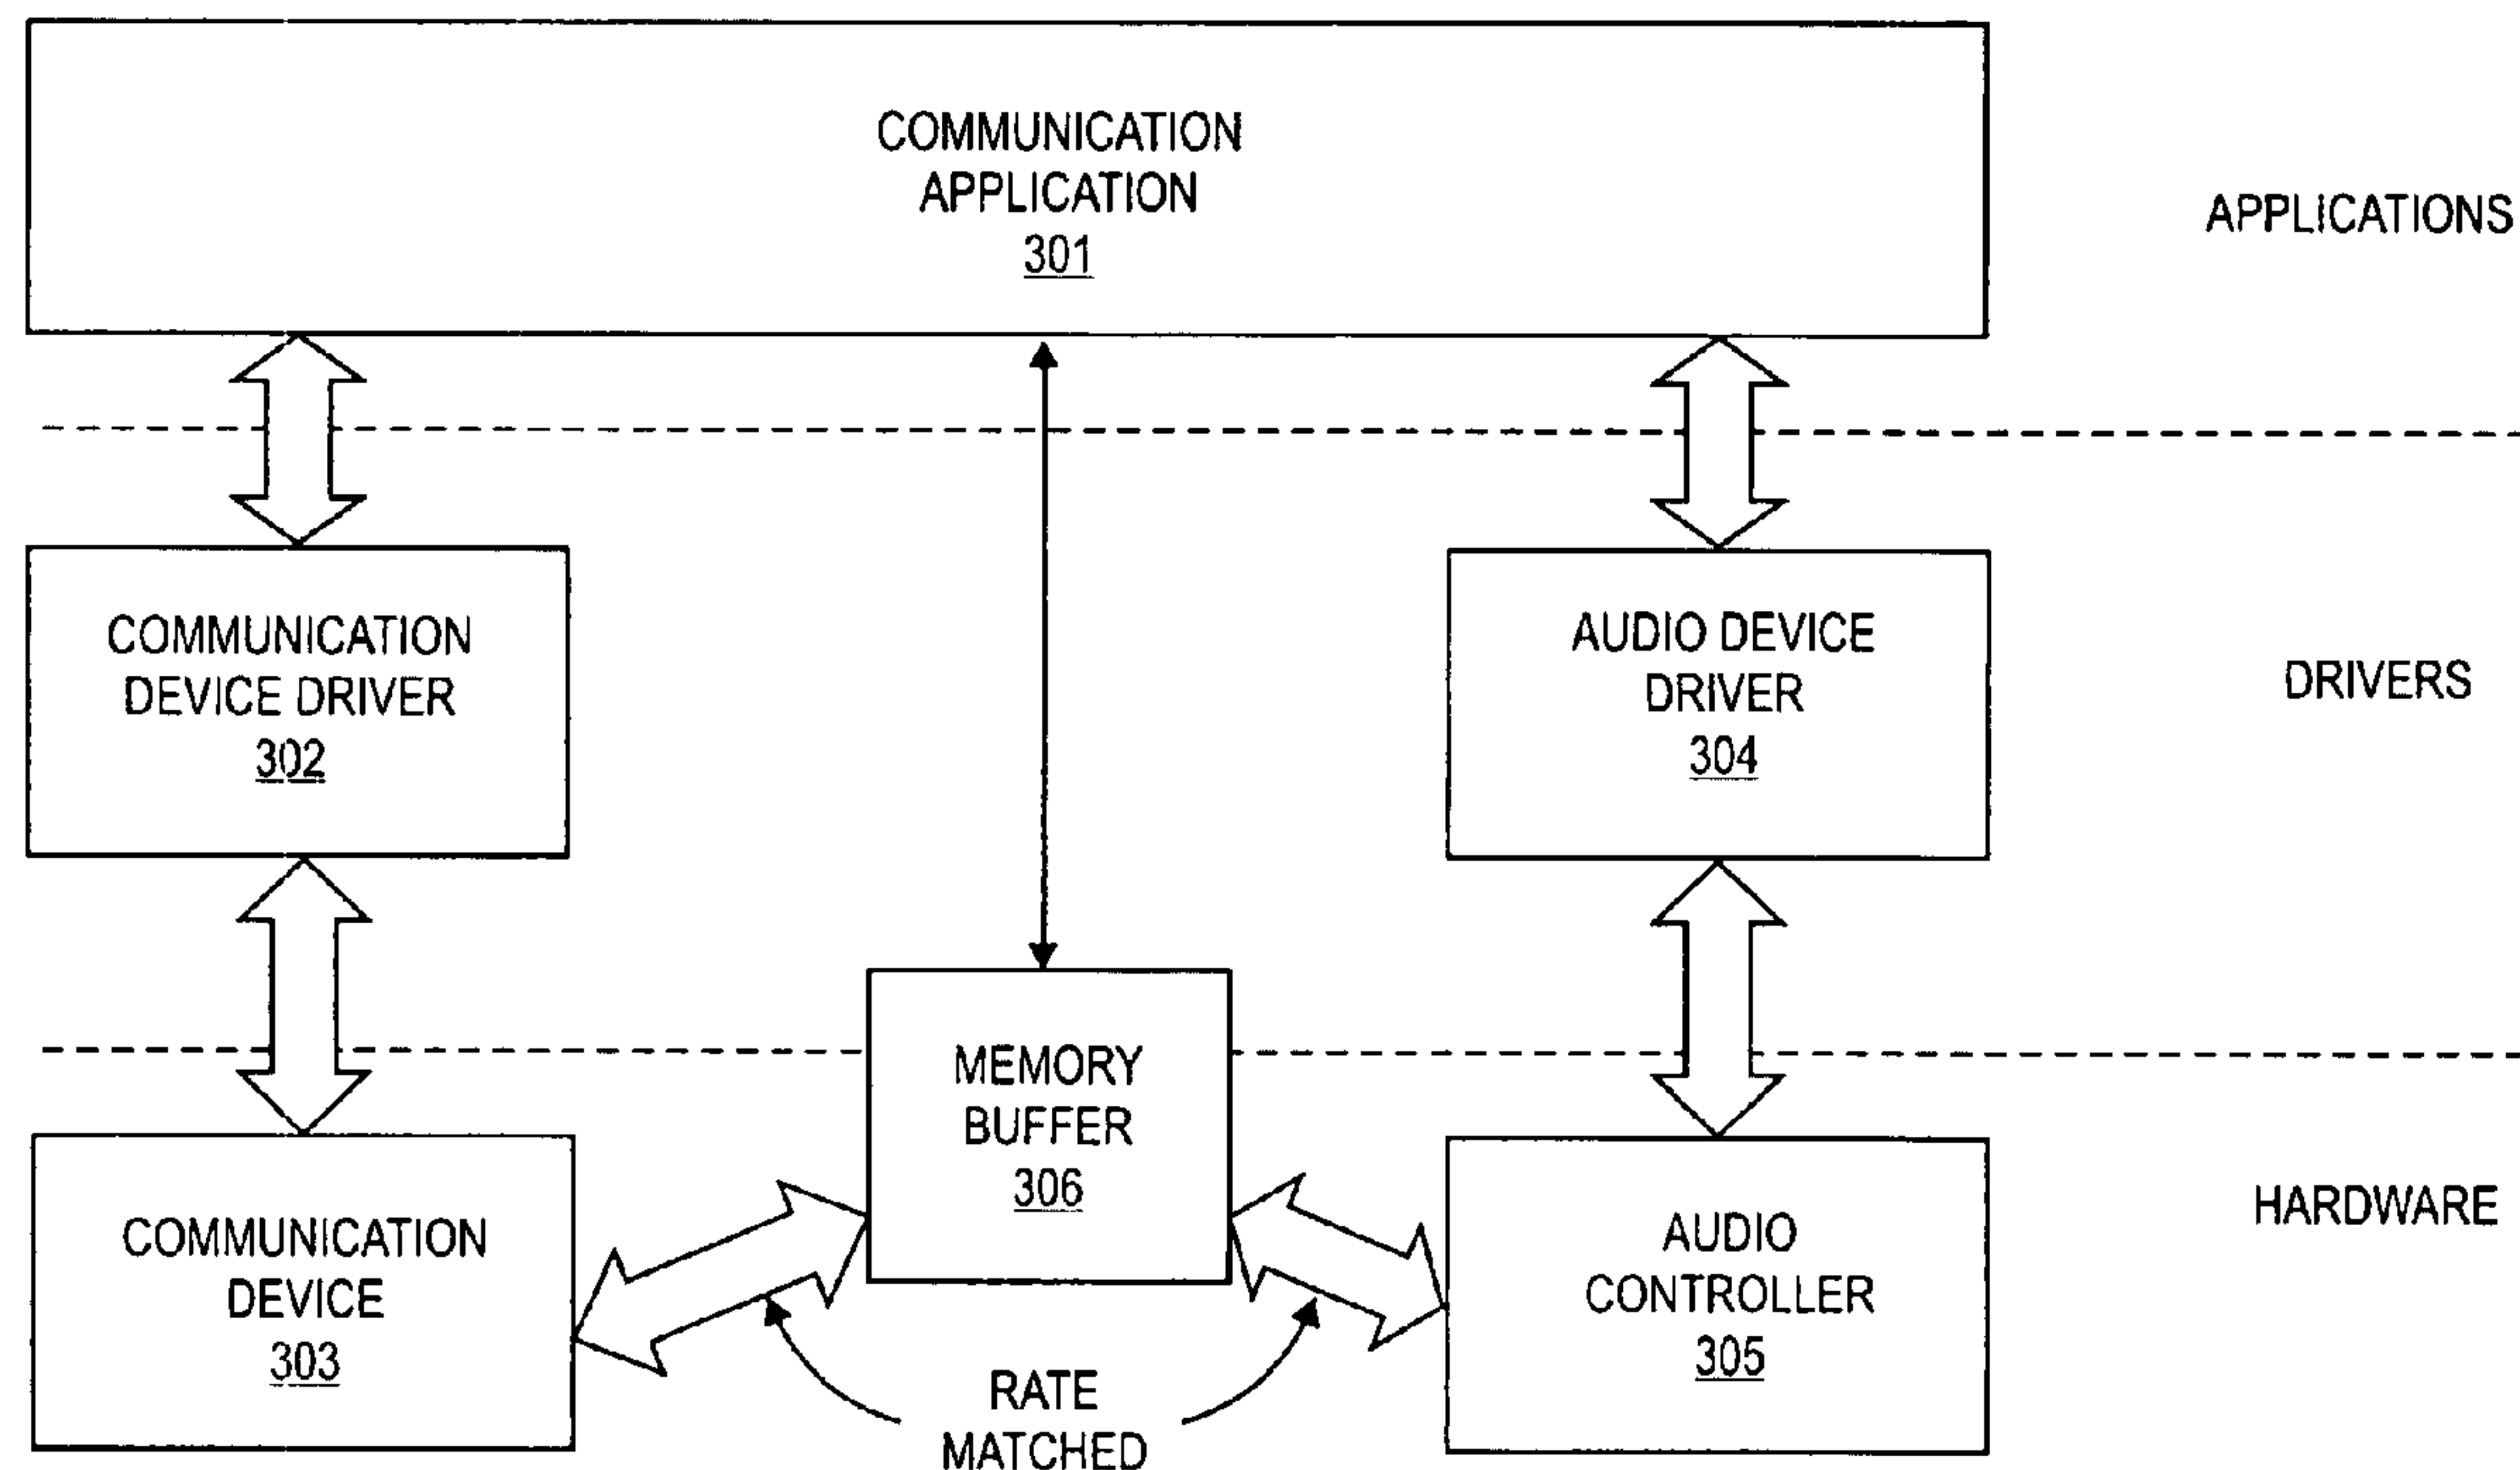 COMMUNICATION
APPLICATION
301
APPLICATIONS
COMMUNICATION
DEVICE DRIVER
302
AUDIO DEVICE
DRIVER
304
DRIVERS
MEMORY
BUFFER
306
COMMUNICATION
DEVICE
303
AUDIO
CONTROLLER
305
HARDWARE
RATE
MATCHED